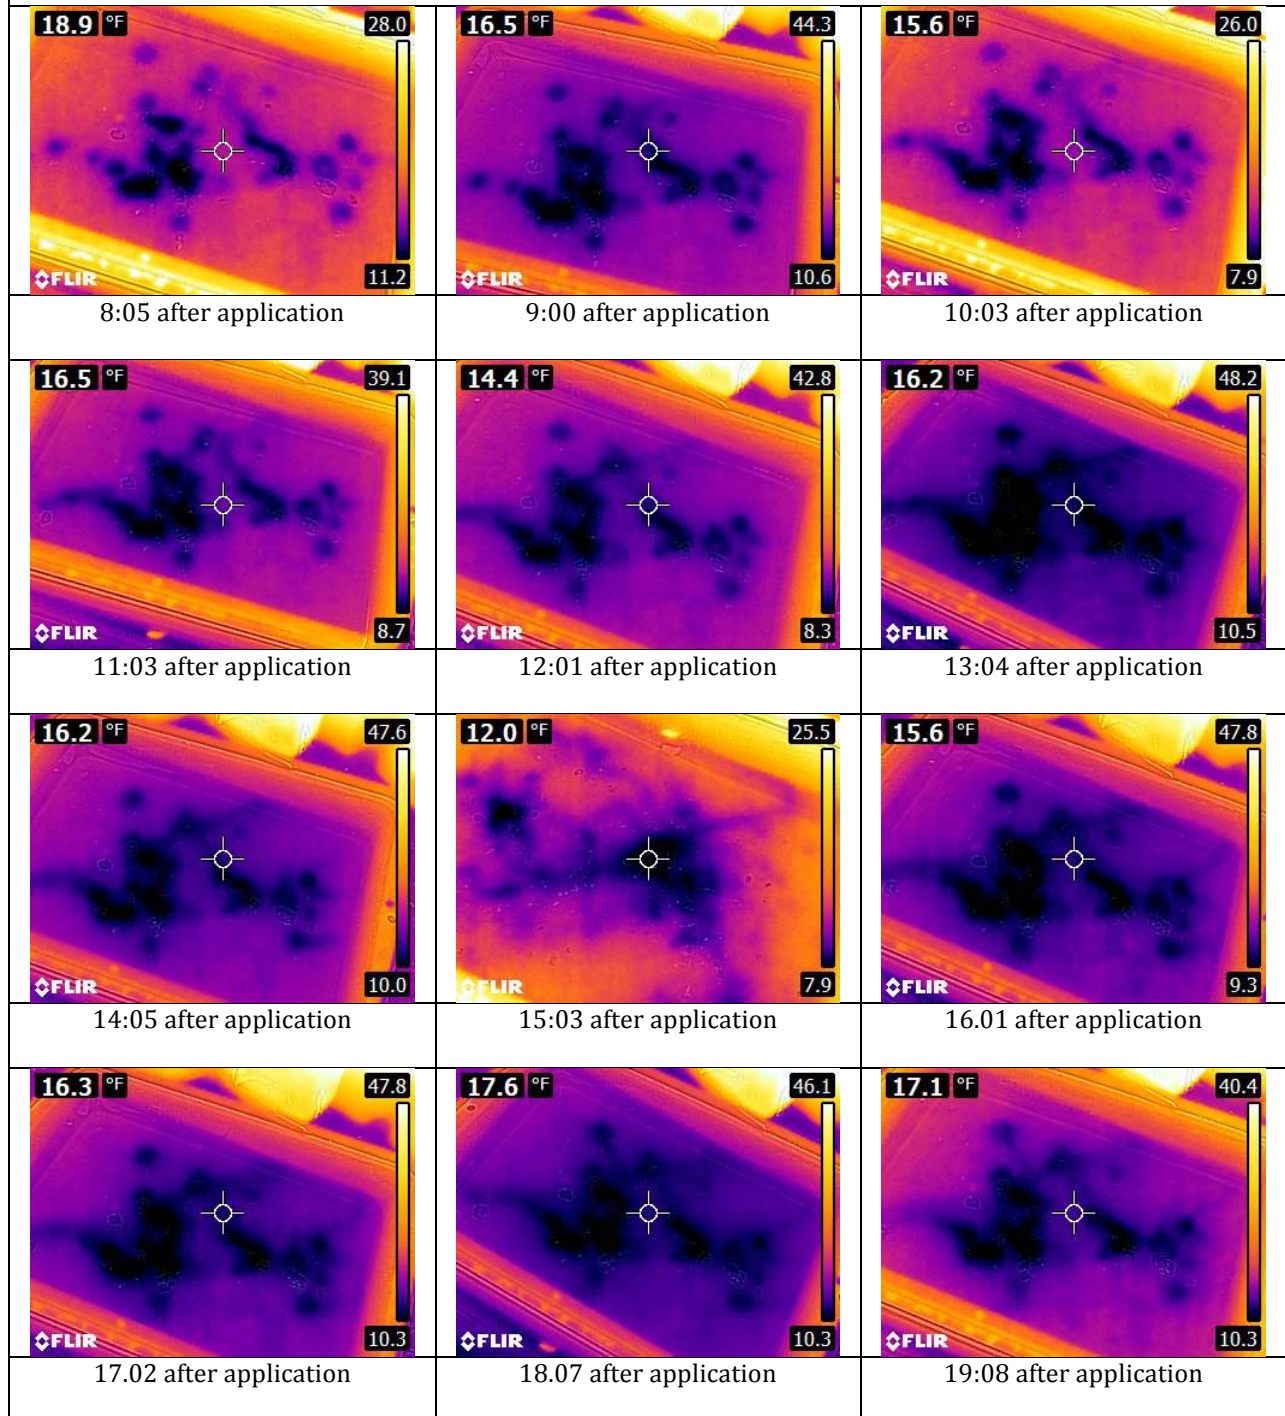 18.9 °F 28.0
FLIR 11.2
16.5 °F 44.3
FLIR 10.6
15.6 °F 26.0
FLIR 7.9
8:05 after application
9:00 after application
10:03 after application
16.5 °F 39.1
FLIR 8.7
14.4 °F 42.8
FLIR 8.3
16.2 °F 48.2
FLIR 10.5
11:03 after application
12:01 after application
13:04 after application
16.2 °F 47.6
FLIR 10.0
12.0 °F 25.5
FLIR 7.9
15.6 °F 47.8
FLIR 9.3
14:05 after application
15:03 after application
16.01 after application
16.3 °F 47.8
FLIR 10.3
17.6 °F 46.1
FLIR 10.3
17.1 °F 40.4
FLIR 10.3
17.02 after application
18.07 after application
19:08 after application